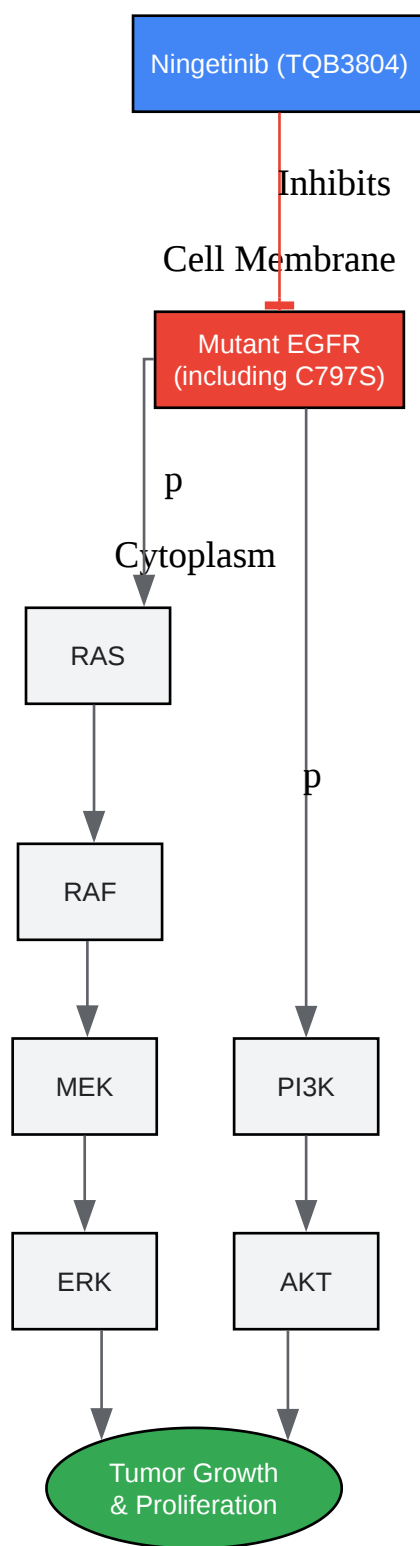 Ningetinib (TQB3804)
Inhibits
Cell Membrane
Mutant EGFR
(including C797S)
p
Cytoplasm
RAS
p
RAF
MEK
PI3K
ERK
AKT
Tumor Growth
& Proliferation